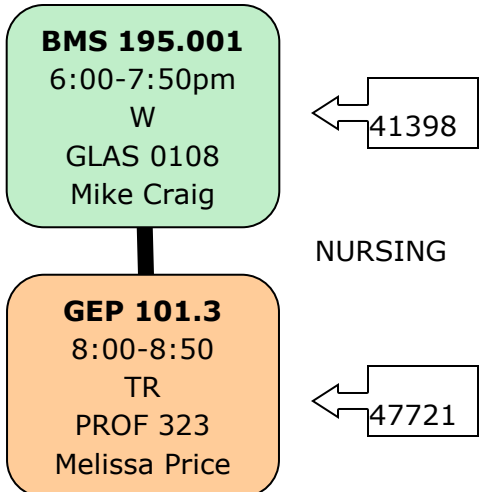 BMS 195.001
6:00-7:50pm
W
GLAS 0108
Mike Craig
41398
NURSING
GEP 101.3
8:00-8:50
TR
PROF 323
Melissa Price
47721